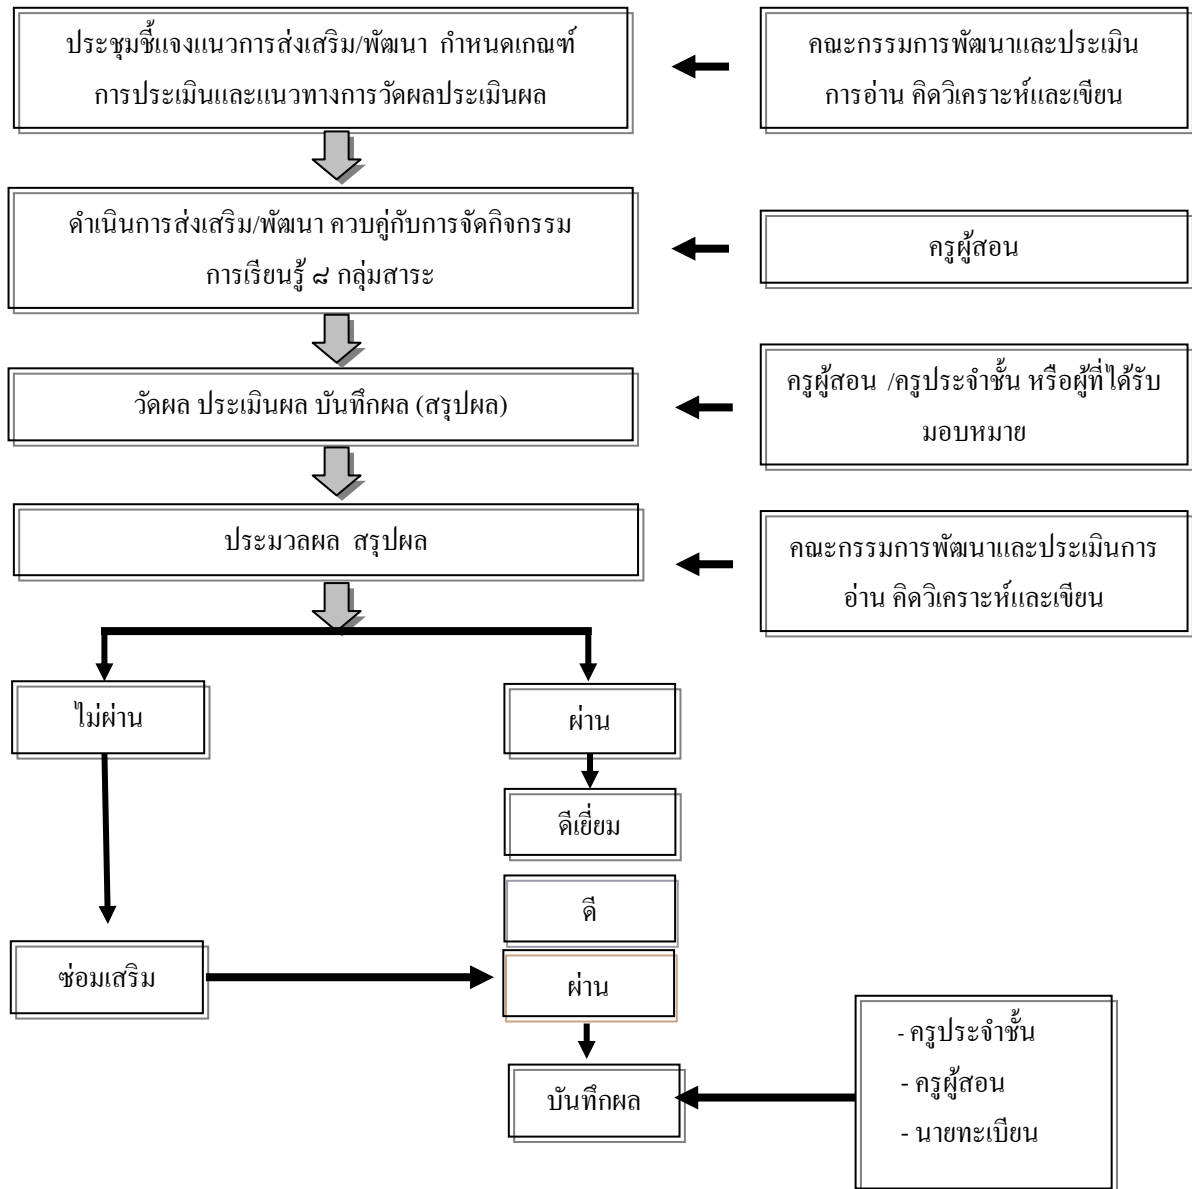 ประชุมชี้แจงแนวการส่งเสริม/พัฒนา กำหนดเกณฑ์
การประเมินและแนวทางการวัดผลประเมินผล
คณะกรรมการพัฒนาและประเมิน
การอ่าน คิดวิเคราะห์และเขียน
ดำเนินการส่งเสริม/พัฒนา ควบคู่กับการจัดกิจกรรม
การเรียนรู้ ๘ กลุ่มสาระ
ครูผู้สอน
วัดผล ประเมินผล บันทึกผล (สรุปผล)
ครูผู้สอน /ครูประจำชั้น หรือผู้ที่ได้รับ
มอบหมาย
ประมวลผล สรุปผล
คณะกรรมการพัฒนาและประเมินการ
อ่าน คิดวิเคราะห์และเขียน
ไม่ผ่าน
ผ่าน
ดีเยี่ยม
ดี
ซ่อมเสริม
ผ่าน
บันทึกผล
- ครูประจำชั้น
- ครูผู้สอน
- นายทะเบียน